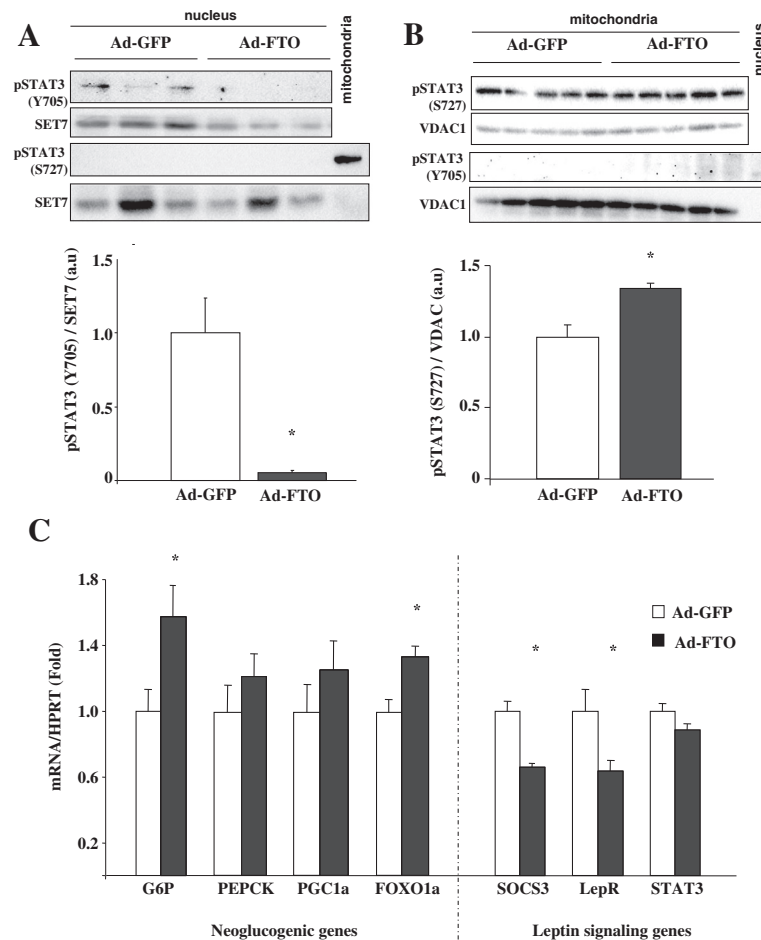 A
nucleus
Ad-GFP Ad-FTO
mitochondria
pSTAT3
(Y705)
SET7
pSTAT3
(S727)
SET7
pSTAT3 (Y705) / SET7 (a.u)
1.5
1.0
0.5
0
*
Ad-GFP Ad-FTO
B
mitochondria
Ad-GFP Ad-FTO
nucleus
pSTAT3
(S727)
VDAC1
pSTAT3
(Y705)
VDAC1
pSTAT3 (S727) / VDAC (a.u)
1.5
1.0
0.5
0
*
Ad-GFP Ad-FTO
C
mRNA/HPRT (Fold)
1.8
1.4
1.0
0.6
0.2
* * * *
Ad-GFP
Ad-FTO
G6P PEPCK PGC1a FOXO1a SOCS3 LepR STAT3
Neoglucogenic genes Leptin signaling genes